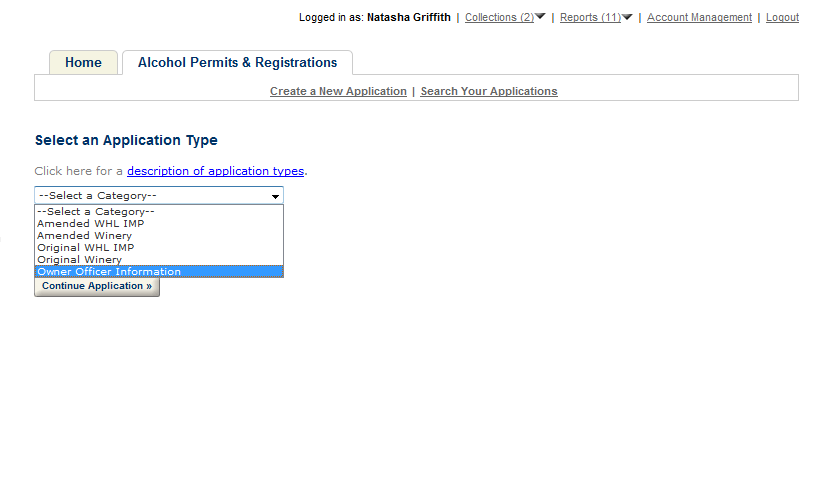 Logged in as: Natasha Griffith | Collections (2) | Reports (11) | Account Management | Logout
Home Alcohol Permits & Registrations
Create a New Application | Search Your Applications
Select an Application Type
Click here for a description of application types.
--Select a Category--
--Select a Category--
Amended WHL IMP
Amended Winery
Original WHL IMP
Original Winery
Owner Officer Information
Continue Application »